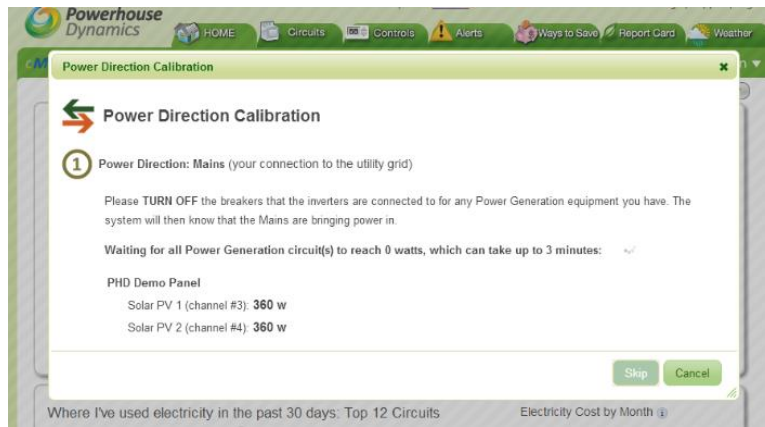 Powerhouse
Dynamics
HOME
Circuits
Controls
Alerts
Ways to Save
Report Card
Weather
Power Direction Calibration
Power Direction Calibration
1 Power Direction: Mains (your connection to the utility grid)
Please TURN OFF the breakers that the inverters are connected to for any Power Generation equipment you have. The
system will then know that the Mains are bringing power in.
Waiting for all Power Generation circuit(s) to reach 0 watts, which can take up to 3 minutes:
PHD Demo Panel
Solar PV 1 (channel #3): 360 w
Solar PV 2 (channel #4): 360 w
Skip
Cancel
Where I've used electricity in the past 30 days: Top 12 Circuits
Electricity Cost by Month